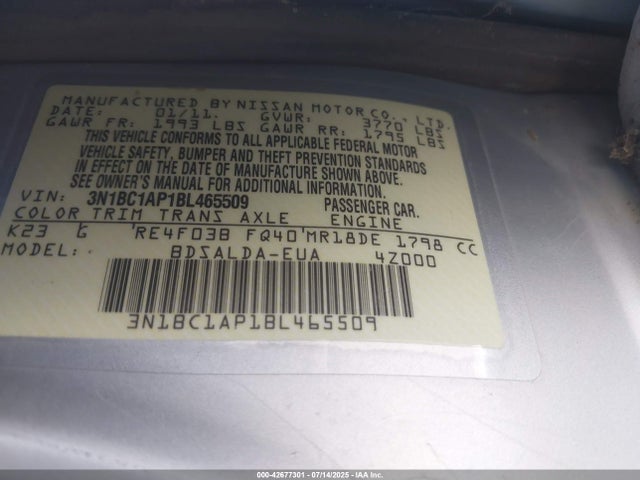 MANUFACTURED BY NISSAN MOTOR CO., LTD.
DATE: 01/11. GVWR: 3770 LBS
GAWR FR: 1993 LBS GAWR RR: 1795 LBS
THIS VEHICLE CONFORMS TO ALL APPLICABLE FEDERAL MOTOR
VEHICLE SAFETY, BUMPER AND THEFT PREVENTION STANDARDS
IN EFFECT ON THE DATE OF MANUFACTURE SHOWN ABOVE.
SEE OWNER'S MANUAL FOR ADDITIONAL INFORMATION.
VIN: 3N1BC1AP1BL465509 PASSENGER CAR.
COLOR TRIM TRANS AXLE ENGINE
K23 G RE4F03B FQ40 MR18DE 1798 CC
MODEL: BDSALDA-EUA 4Z000
3N1BC1AP1BL465509
000-42677301 - 07/14/2025 - IAA Inc.